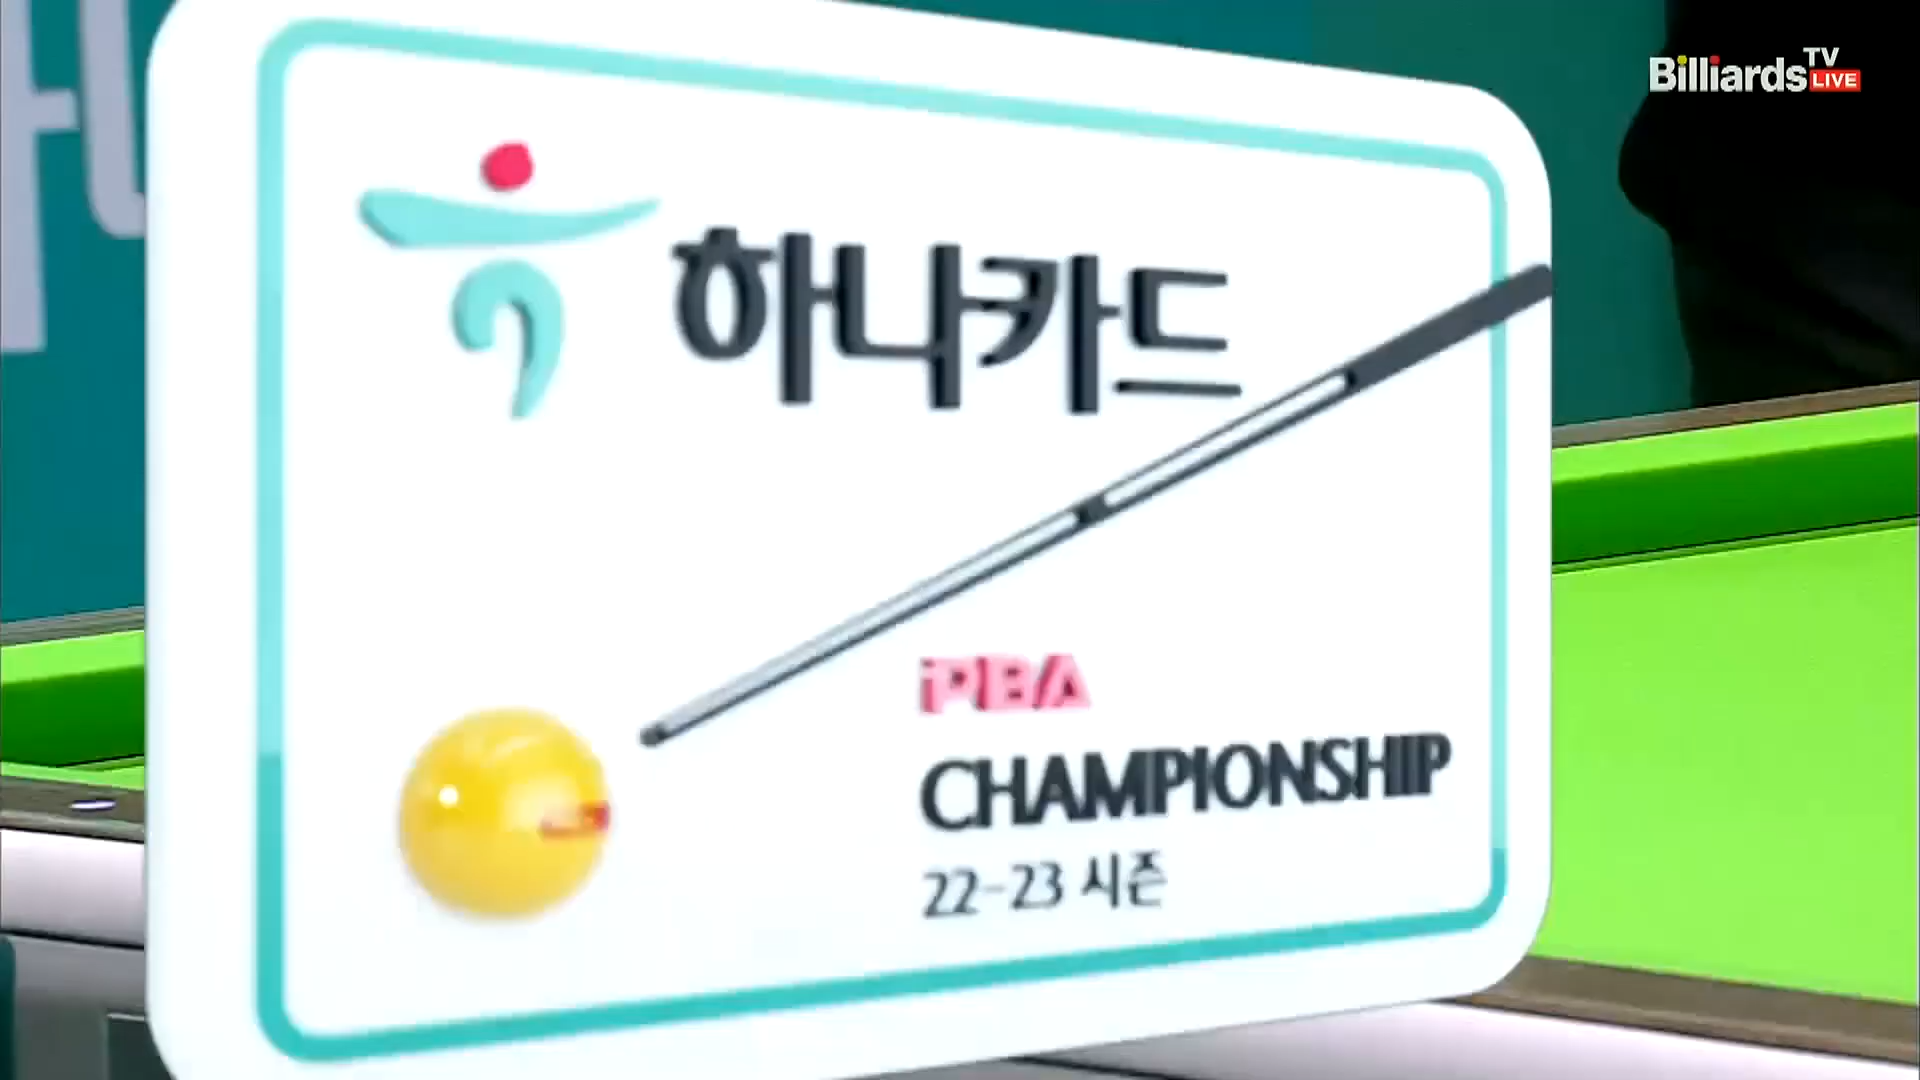 Billiards TV
LIVE
하나카드
PBA
CHAMPIONSHIP
22-23 시즌